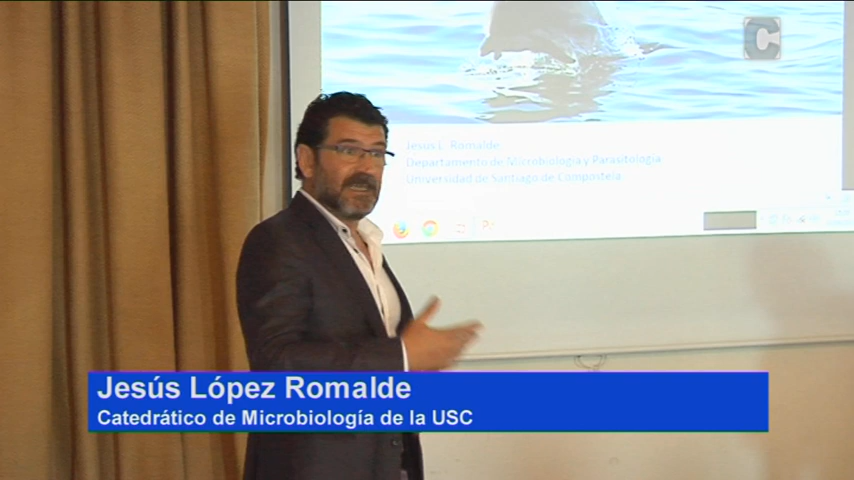 C
Jesús L. Romalde
Departamento de Microbiología y Parasitología
Universidad de Santiago de Compostela
Jesús López Romalde
Catedrático de Microbiología de la USC